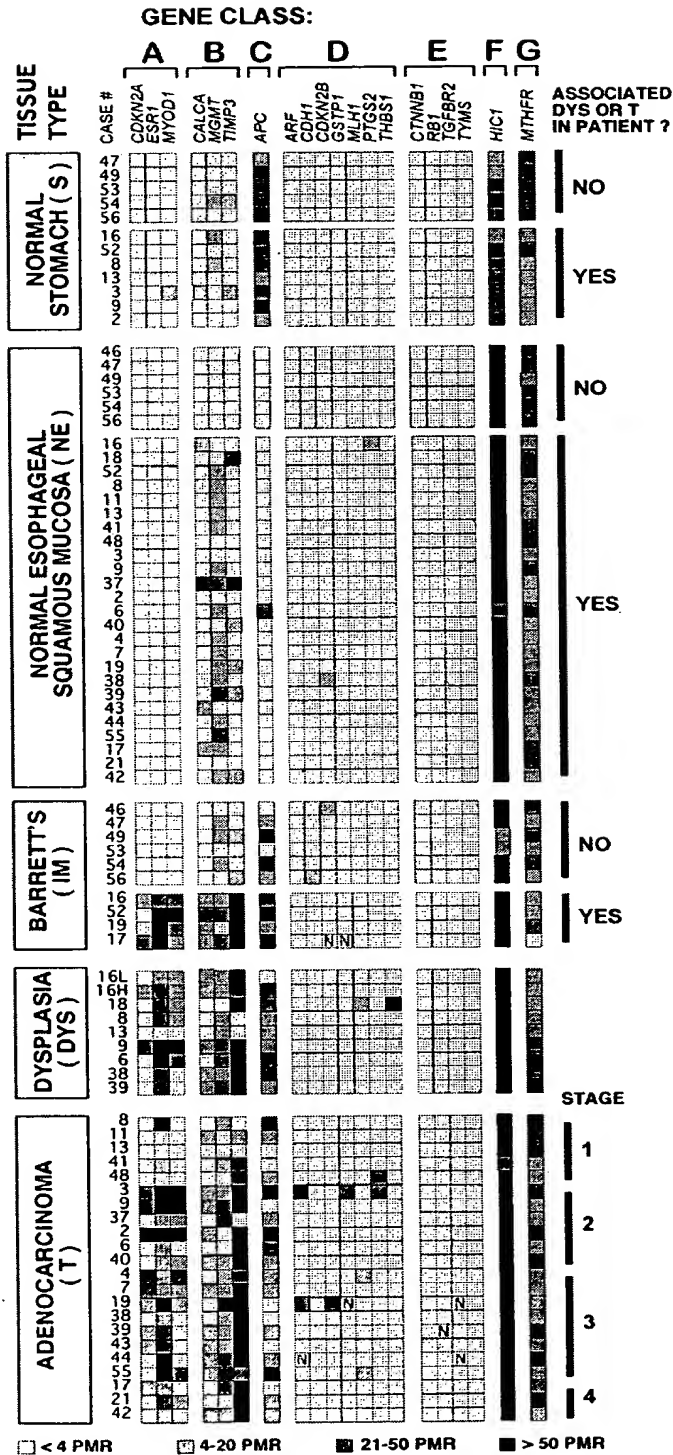 GENE CLASS:
A B C D E F G
TISSUE TYPE
CASE #
CDKN2A
ESR1
MYOD1
CALCA
MGMT
TIMP3
APC
ARF
CDH1
CDKN2B
GSTP1
MLH1
PTGS2
THBS1
CTNNB1
RB1
TGFBR2
TYMS
HIC1
MTHFR
ASSOCIATED
DYS OR T
IN PATIENT ?
NORMAL
STOMACH ( S )
47
49
53
54
56
NO
16
52
8
13
3
9
2
YES
NORMAL ESOPHAGEAL
SQUAMOUS MUCOSA ( NE )
46
47
49
53
54
56
NO
16
18
52
8
11
13
41
48
3
9
37
2
6
40
4
7
19
38
39
43
44
55
17
21
42
YES
BARRETT'S
(IM)
46
47
49
53
54
56
NO
16
52
19
17
N N
YES
DYSPLASIA
( DYS )
16L
16H
18
8
13
9
6
38
39
STAGE
ADENOCARCINOMA
( T )
8
11
13
41
48
1
3
9
37
2
6
40
2
4
7
19 N N
38
39 N
43
44 N N
55
3
17
21
42
4
< 4 PMR 4-20 PMR 21-50 PMR > 50 PMR